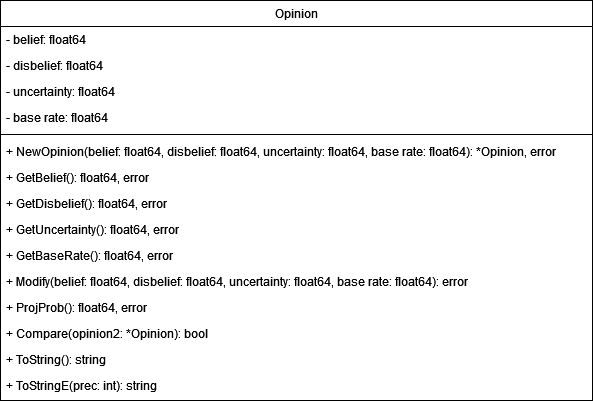 Opinion
- belief: float64
- disbelief: float64
- uncertainty: float64
- base rate: float64
+ NewOpinion(belief: float64, disbelief: float64, uncertainty: float64, base rate: float64): *Opinion, error
+ GetBelief(): float64, error
+ GetDisbelief(): float64, error
+ GetUncertainty(): float64, error
+ GetBaseRate(): float64, error
+ Modify(belief: float64, disbelief: float64, uncertainty: float64, base rate: float64): error
+ ProjProb(): float64, error
+ Compare(opinion2: *Opinion): bool
+ ToString(): string
+ ToStringE(prec: int): string